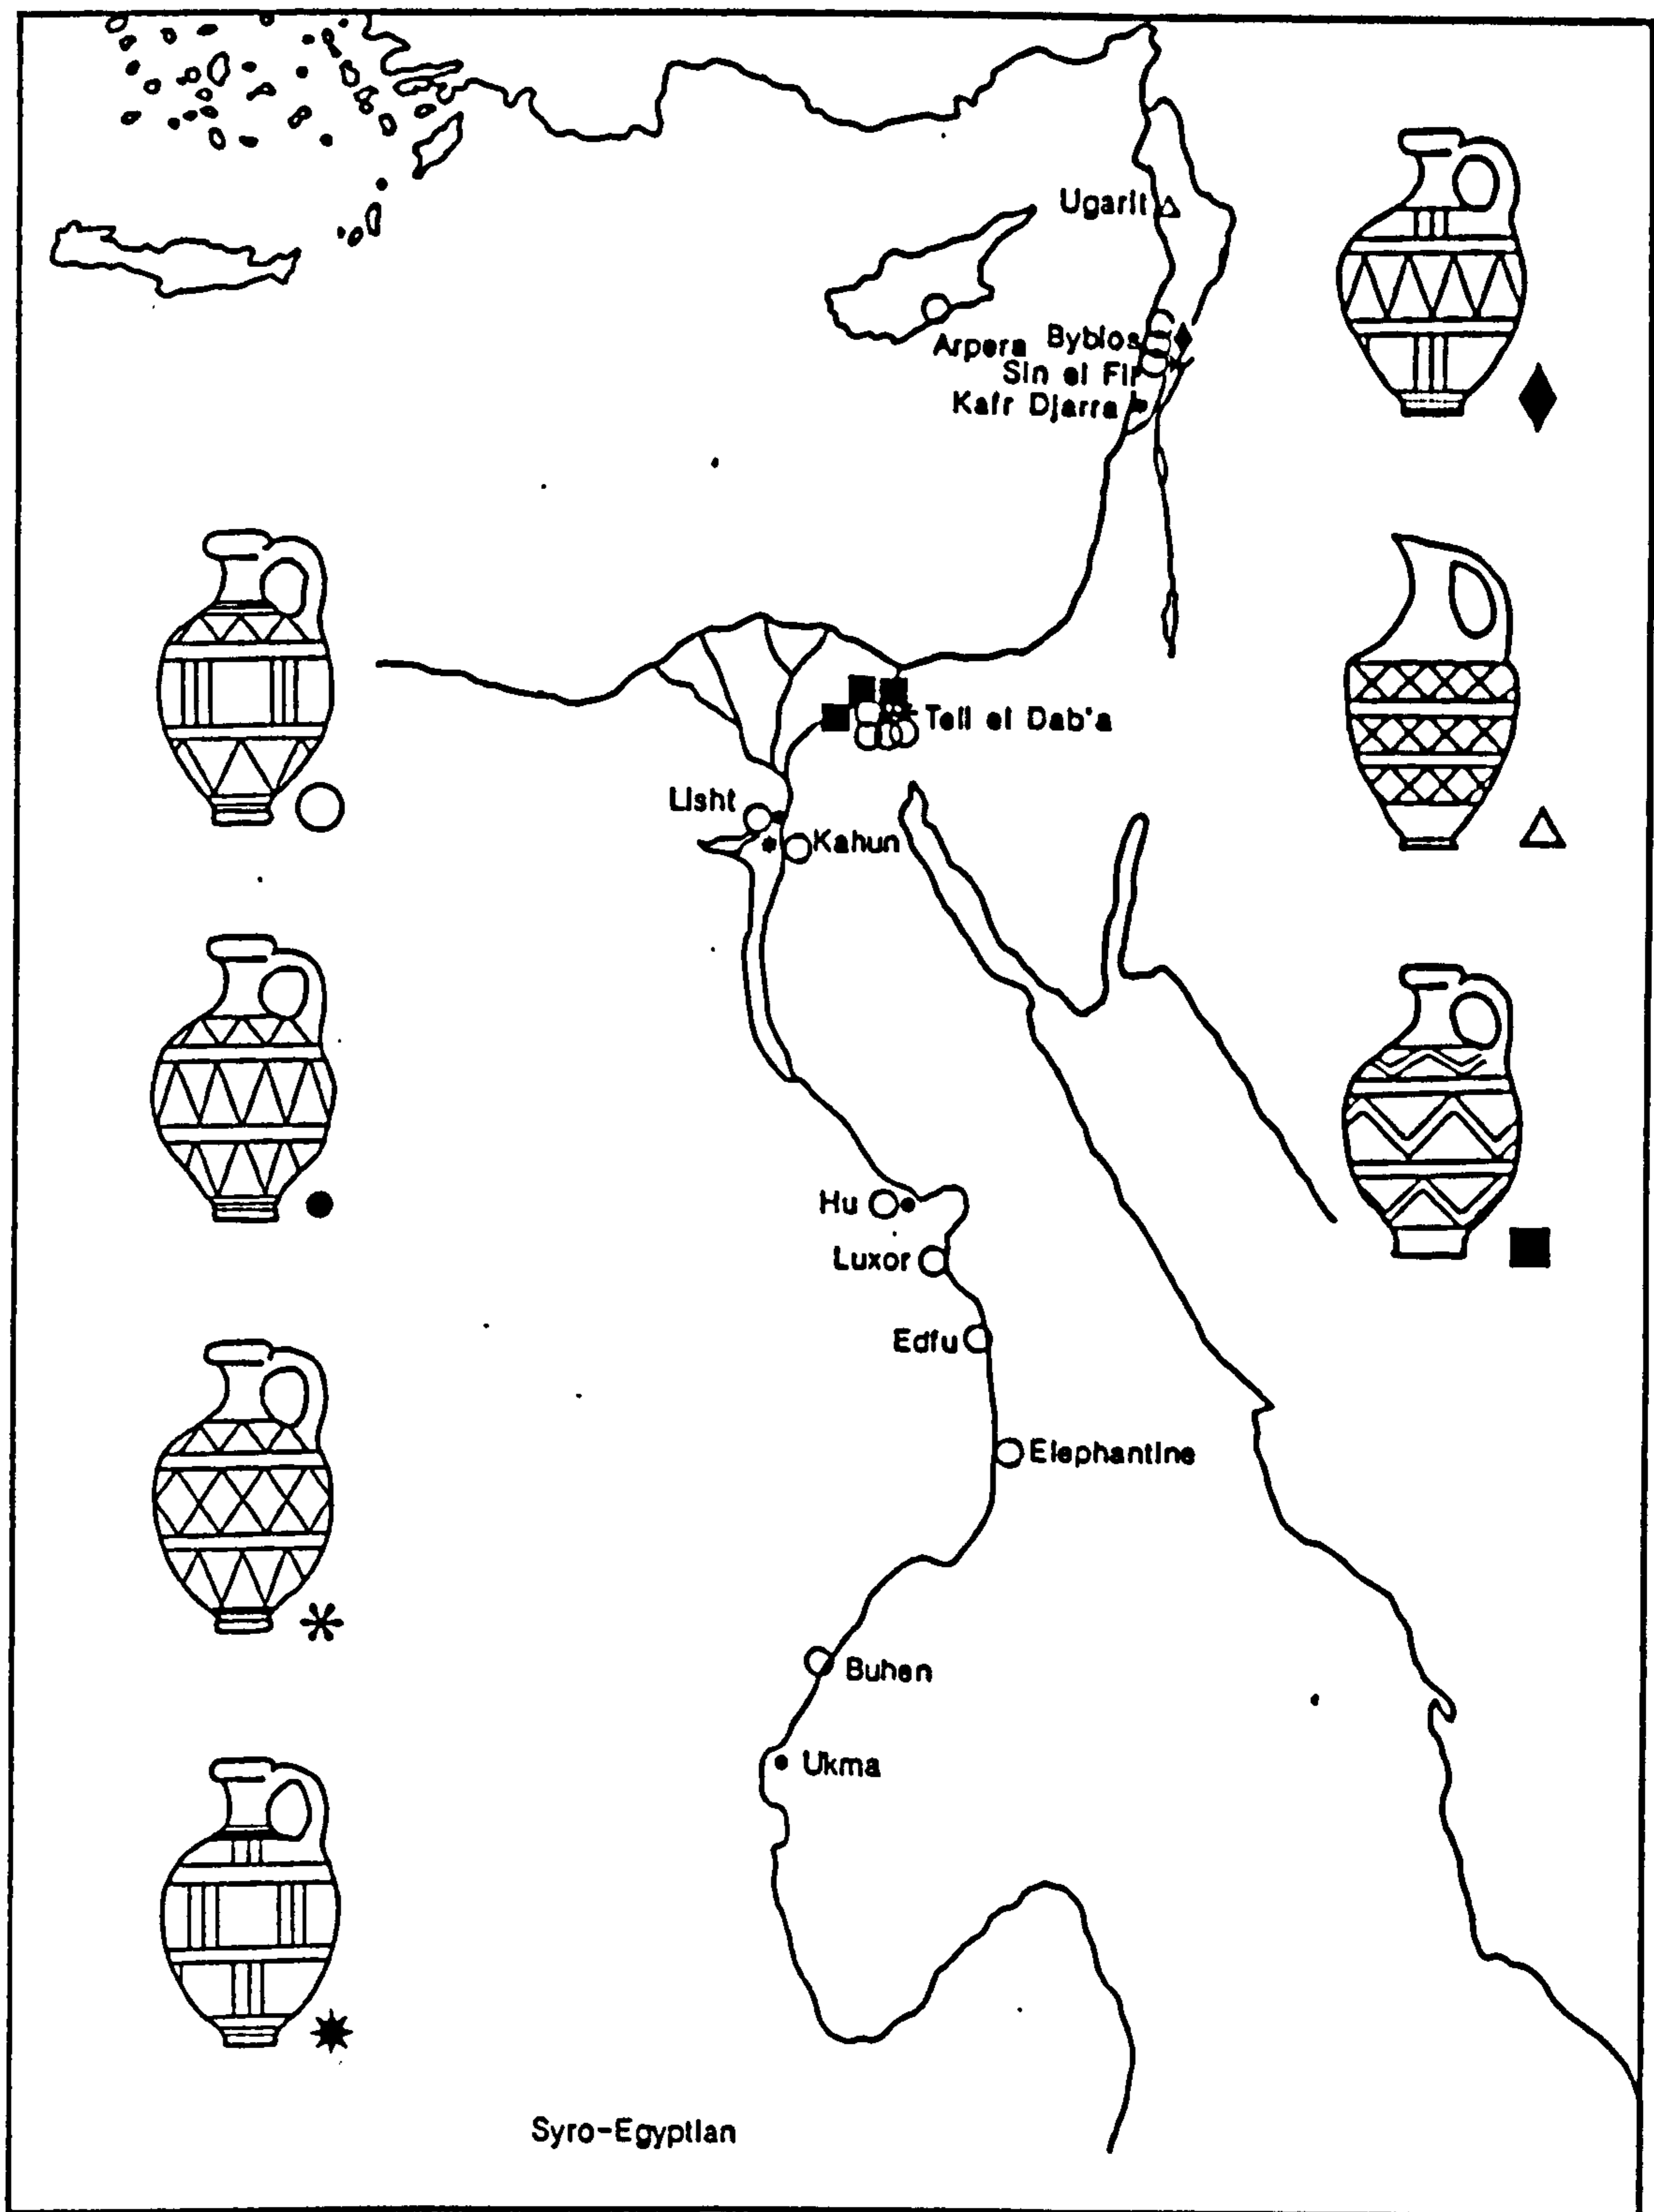 Ugarit
Arpera Byblos
Sin el Fil
Kafr Djarra
Tell el Dab'a
Lisht
Kahun
Hu
Luxor
Edfu
Elephantine
Buhen
Ukma
Syro-Egyptian